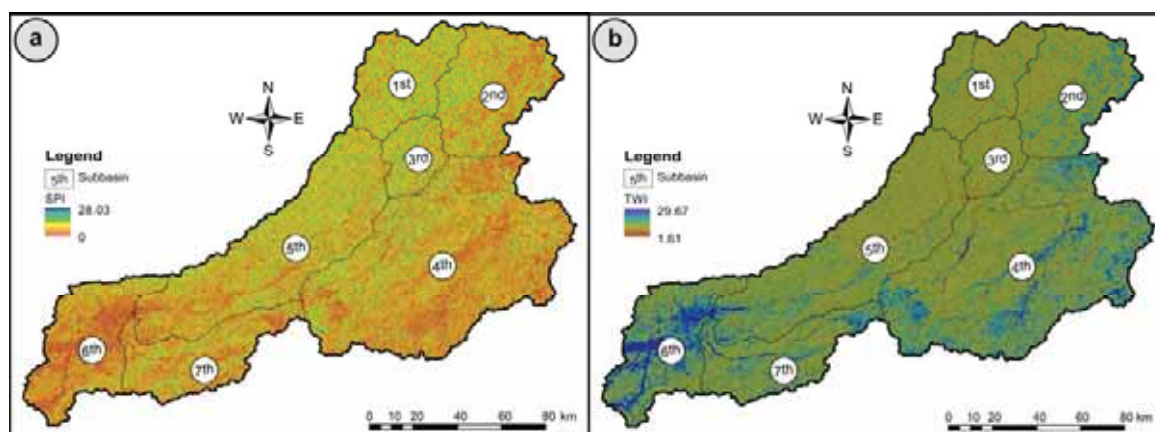 a
1st
2nd
N
W E
S
3rd
Legend
5th Subbasin
SPI
28.03
0
5th
4th
6th
7th
0 10 20 40 60 80 km
b
1st
2nd
N
W E
S
3rd
Legend
5th Subbasin
TWI
29.67
1.61
5th
4th
6th
7th
0 10 20 40 60 80 km